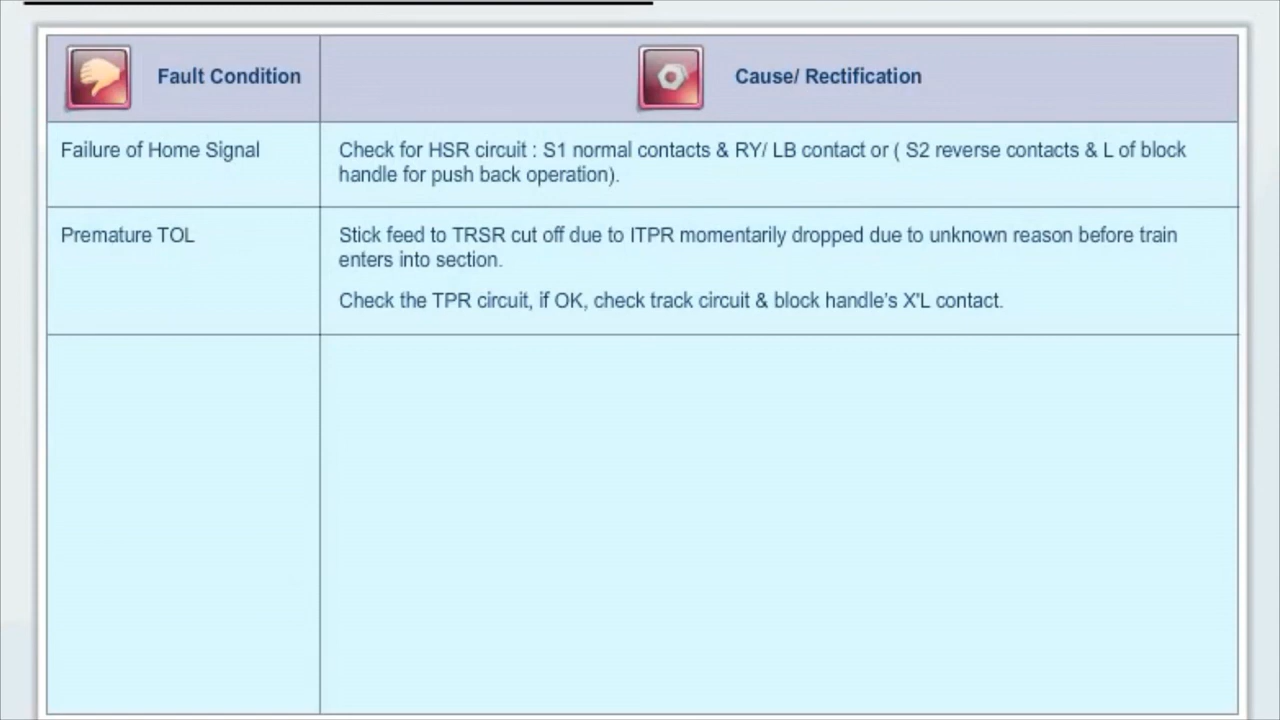 Fault Condition
Cause/ Rectification
Failure of Home Signal
Check for HSR circuit : S1 normal contacts & RY/ LB contact or ( S2 reverse contacts & L of block
handle for push back operation).
Premature TOL
Stick feed to TRSR cut off due to ITPR momentarily dropped due to unknown reason before train
enters into section.
Check the TPR circuit, if OK, check track circuit & block handle's X'L contact.